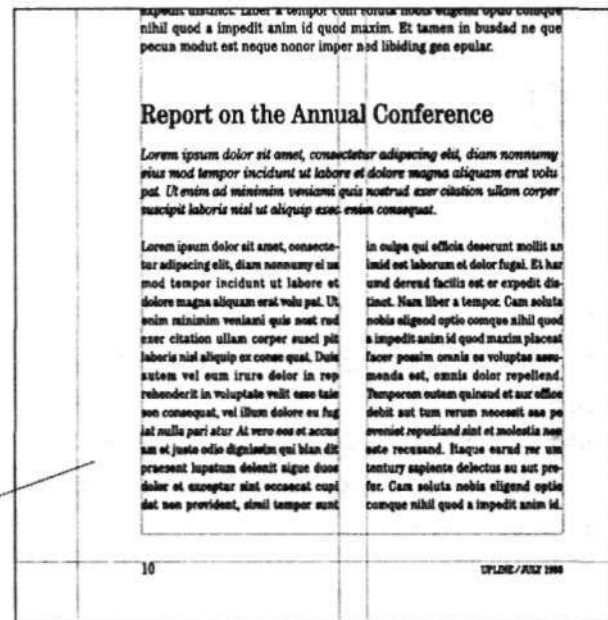 nihil quod a impedit anim id quod maxim. Et tamen in busdad ne que
pecun modut est neque nonor imper ned libiding gen epular.
Report on the Annual Conference
Lorem ipsum dolor sit amet, consectetur adipscing elit, diam nonnumy
eius mod tempor incidunt ut labore et dolore magna aliquam erat volu
pat. Ut enim ad minimim veniami quis nostrud exer citation ullam corper
suscipit laboris nisl ut aliquip exec enim consequat.
Lorem ipsum dolor sit amet, consecte-
tur adipscing elit, diam nonnumy ei us
mod tempor incidunt ut labore et
dolore magna aliquam erat volu pat. Ut
enim minimim veniami quis nost rud
exer citation ullam corper susci pit
laboris nisl aliquip ex conse quat. Duis
autem vel eum irure dolor in rep
rehenderit in voluptate velit esse taie
son consequat, vel illum dolore eu fug
iat nulla pari atur At vero eos et accus
am et justo odio dignissim qui blan dit
praesent lupatum delenit aigue duos
dolor et exceptur sint occaecat cupi
dat non provident, simil tempor sunt
in culpa qui officia deserunt mollit an
imid est laborum et dolor fugai. Et har
umd dereud facilis est er expedit dis-
tinct. Nam liber a tempor. Cam soluta
nobis eligend optio comque nihil quod
a impedit anim id quod maxim placeat
facer possim omnis es voluptas assu-
menda est, omnis dolor repellend.
Temporem eutem quinsud et aur office
debit aut tum rerum necessit sae pe
eveniet repudiand sint et molestia non
este recusand. Itaque earud rer um
tentury sapiente delectus au aut pre-
fer. Cam soluta nobis eligend optio
comque nihil quod a impedit anim id.
10
UPLINE / JULY 1988